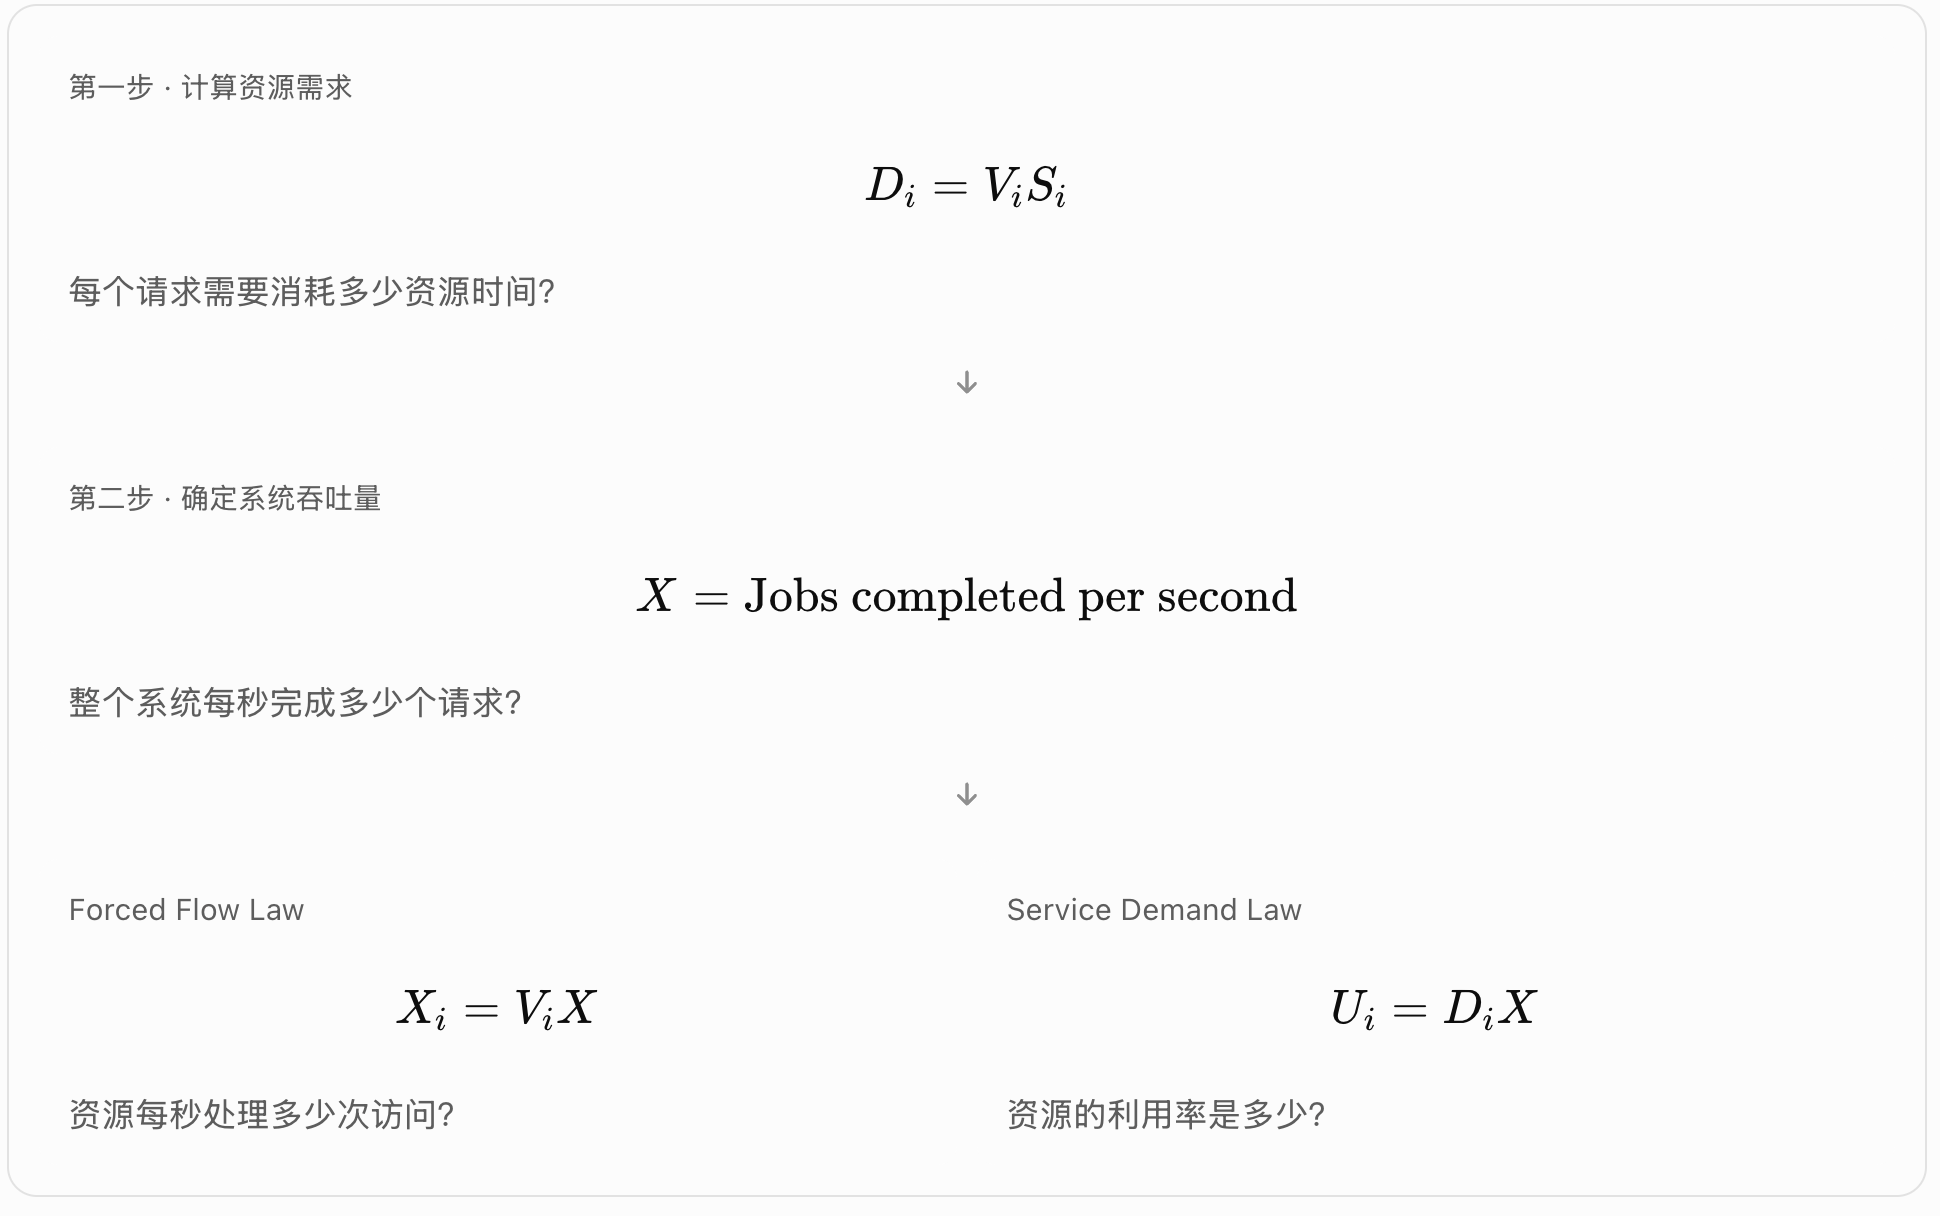 第一步 · 计算资源需求
D_i = V_i S_i
每个请求需要消耗多少资源时间?
↓
第二步 · 确定系统吞吐量
X = Jobs completed per second
整个系统每秒完成多少个请求?
↓
Forced Flow Law
X_i = V_i X
资源每秒处理多少次访问?
Service Demand Law
U_i = D_i X
资源的利用率是多少?